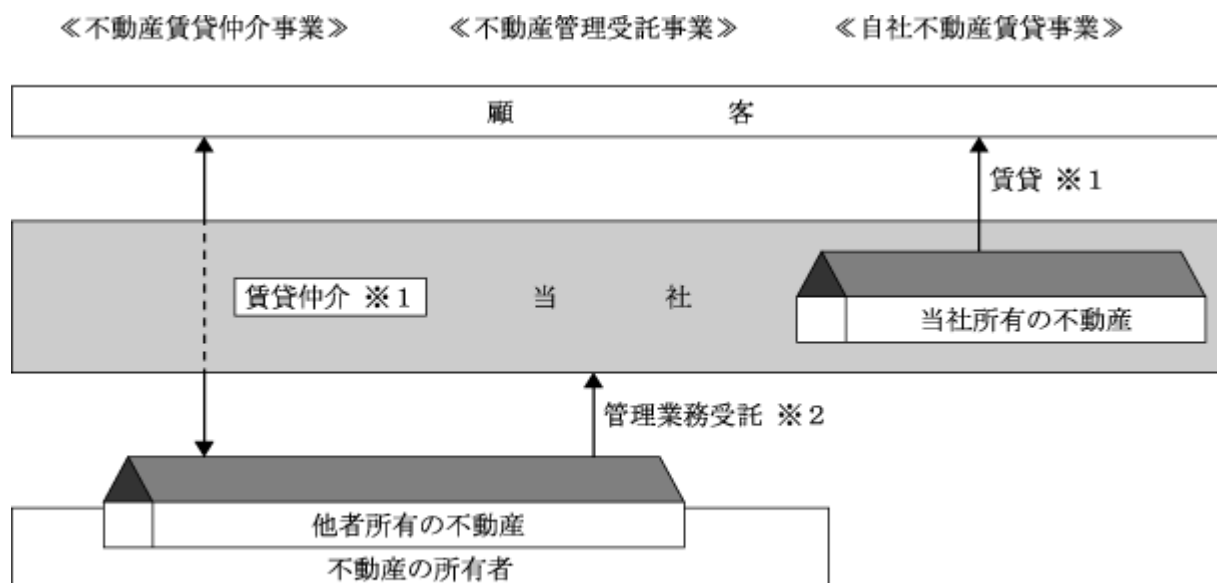 ≪不動産賃貸仲介事業≫ ≪不動産管理受託事業≫ ≪自社不動産賃貸事業≫
顧 客
賃貸 ※1
賃貸仲介 ※1 当 社
当社所有の不動産
管理業務受託 ※2
他者所有の不動産
不動産の所有者